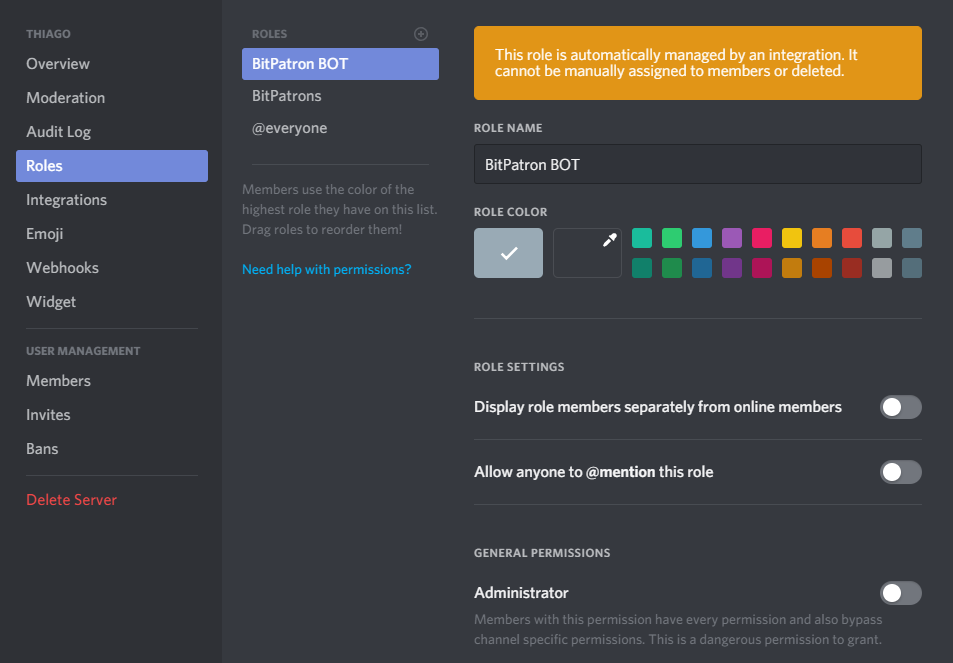 THIAGO
Overview
Moderation
Audit Log
Roles
Integrations
Emoji
Webhooks
Widget
USER MANAGEMENT
Members
Invites
Bans
Delete Server
ROLES
BitPatron BOT
BitPatrons
@everyone
Members use the color of the
highest role they have on this list.
Drag roles to reorder them!
Need help with permissions?
This role is automatically managed by an integration. It
cannot be manually assigned to members or deleted.
ROLE NAME
BitPatron BOT
ROLE COLOR
ROLE SETTINGS
Display role members separately from online members
Allow anyone to @mention this role
GENERAL PERMISSIONS
Administrator
Members with this permission have every permission and also bypass
channel specific permissions. This is a dangerous permission to grant.